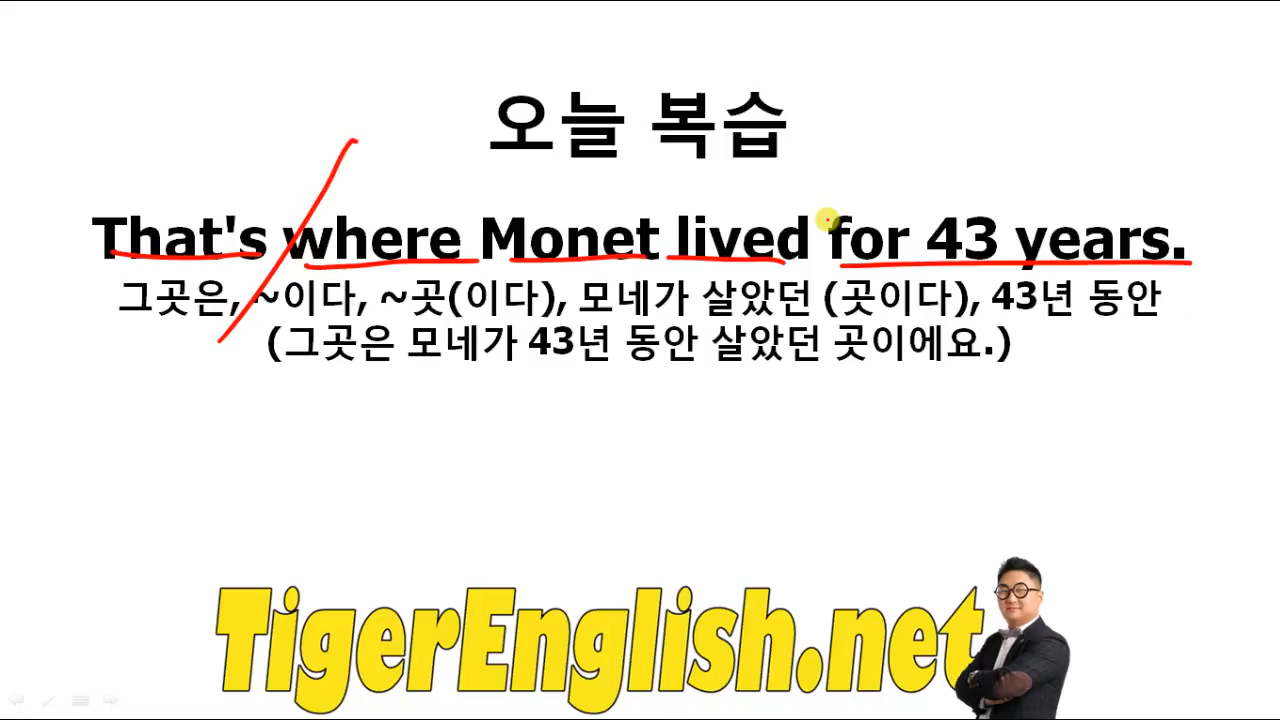 오늘 복습
That's where Monet lived for 43 years.
그곳은, ~이다, ~곳(이다), 모네가 살았던 (곳이다), 43년 동안
(그곳은 모네가 43년 동안 살았던 곳이에요.)
TigerEnglish.net